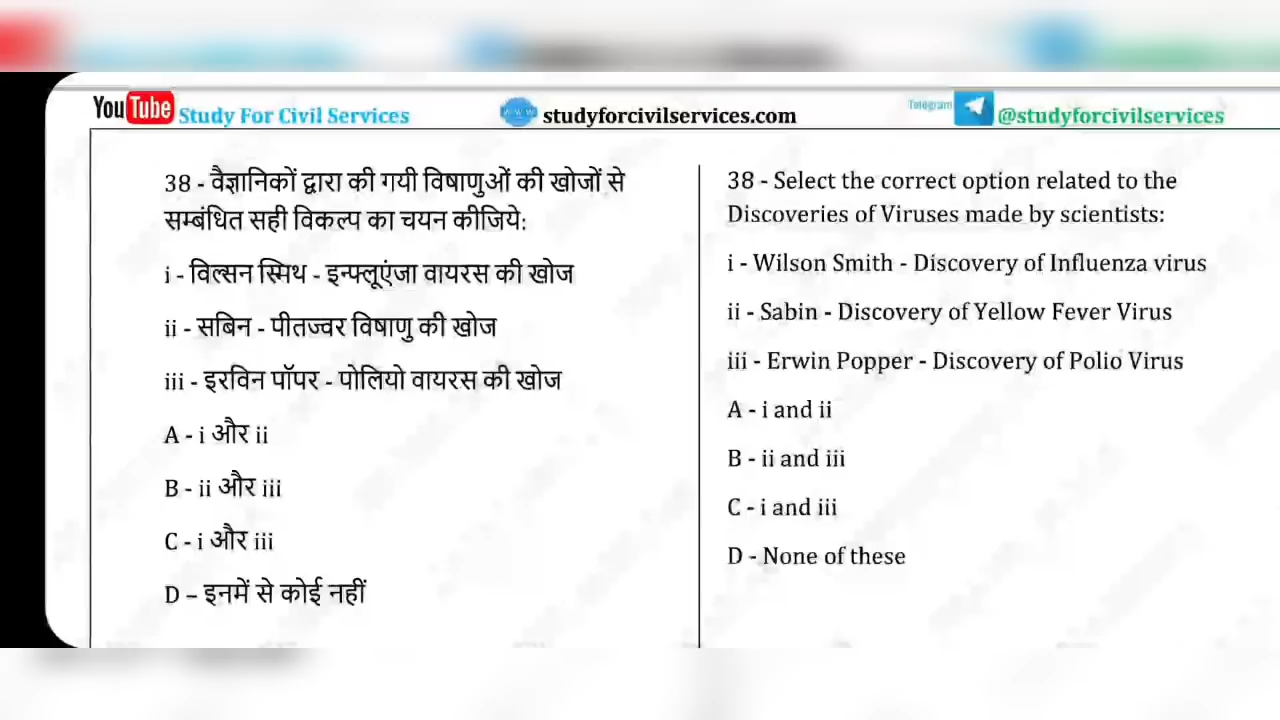 YouTube Study For Civil Services
www studyforcivilservices.com
Telegram @studyforcivilservices
38 - वैज्ञानिकों द्वारा की गयी विषाणुओं की खोजों से
सम्बंधित सही विकल्प का चयन कीजिये:
i - विल्सन स्मिथ - इन्फ्लूएंजा वायरस की खोज
ii - सबिन - पीतज्वर विषाणु की खोज
iii - इरविन पॉपर - पोलियो वायरस की खोज
A - i और ii
B - ii और iii
C - i और iii
D – इनमें से कोई नहीं
38 - Select the correct option related to the
Discoveries of Viruses made by scientists:
i - Wilson Smith - Discovery of Influenza virus
ii - Sabin - Discovery of Yellow Fever Virus
iii - Erwin Popper - Discovery of Polio Virus
A - i and ii
B - ii and iii
C - i and iii
D - None of these